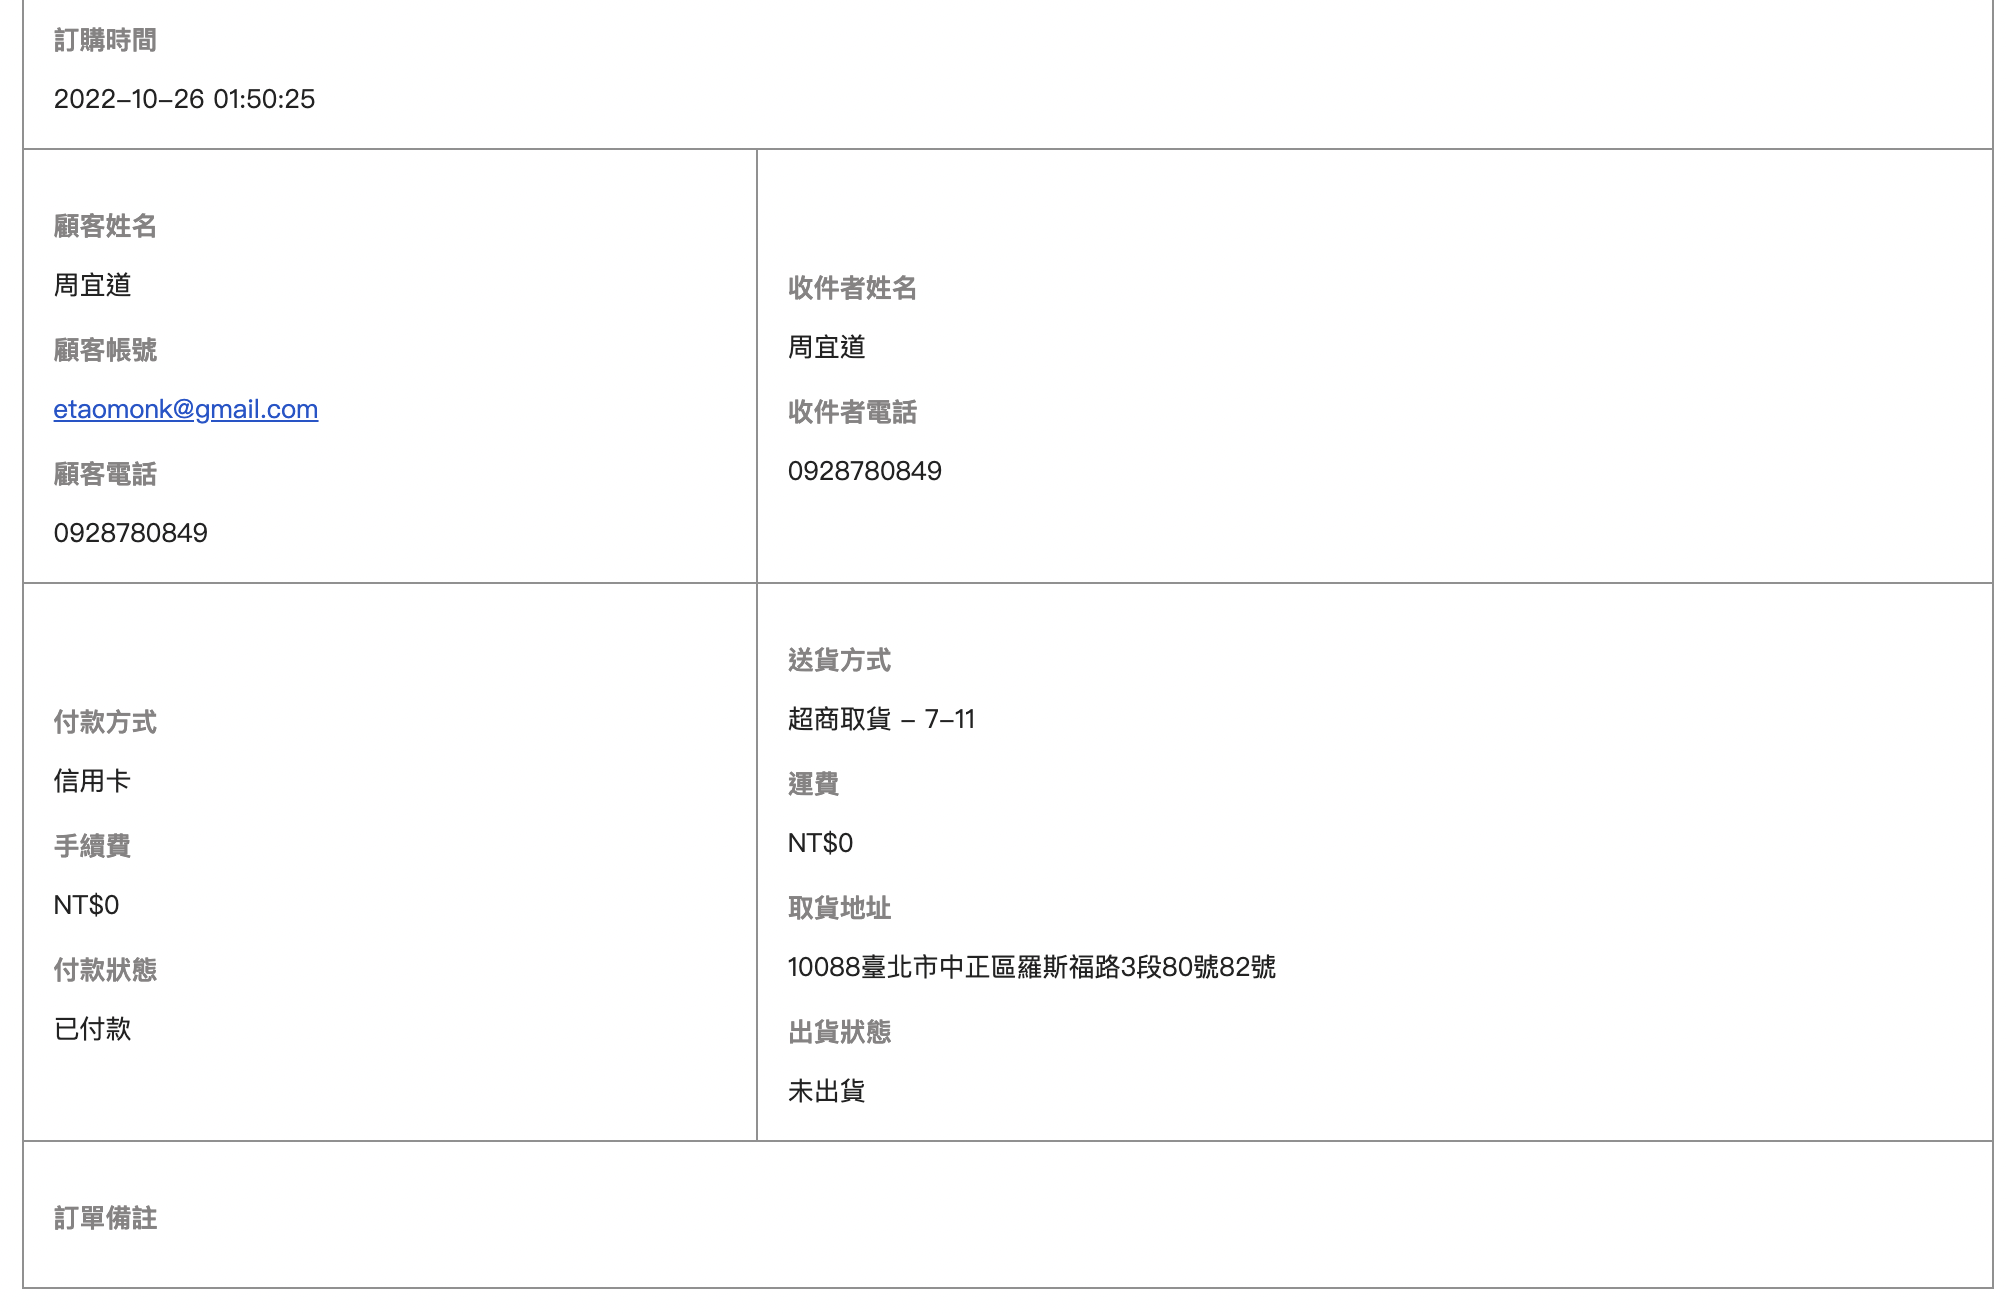 訂購時間
2022-10-26 01:50:25
顧客姓名
周宜道
顧客帳號
etaomonk@gmail.com
顧客電話
0928780849
收件者姓名
周宜道
收件者電話
0928780849
付款方式
信用卡
手續費
NT$0
付款狀態
已付款
送貨方式
超商取貨 - 7-11
運費
NT$0
取貨地址
10088臺北市中正區羅斯福路3段80號82號
出貨狀態
未出貨
訂單備註